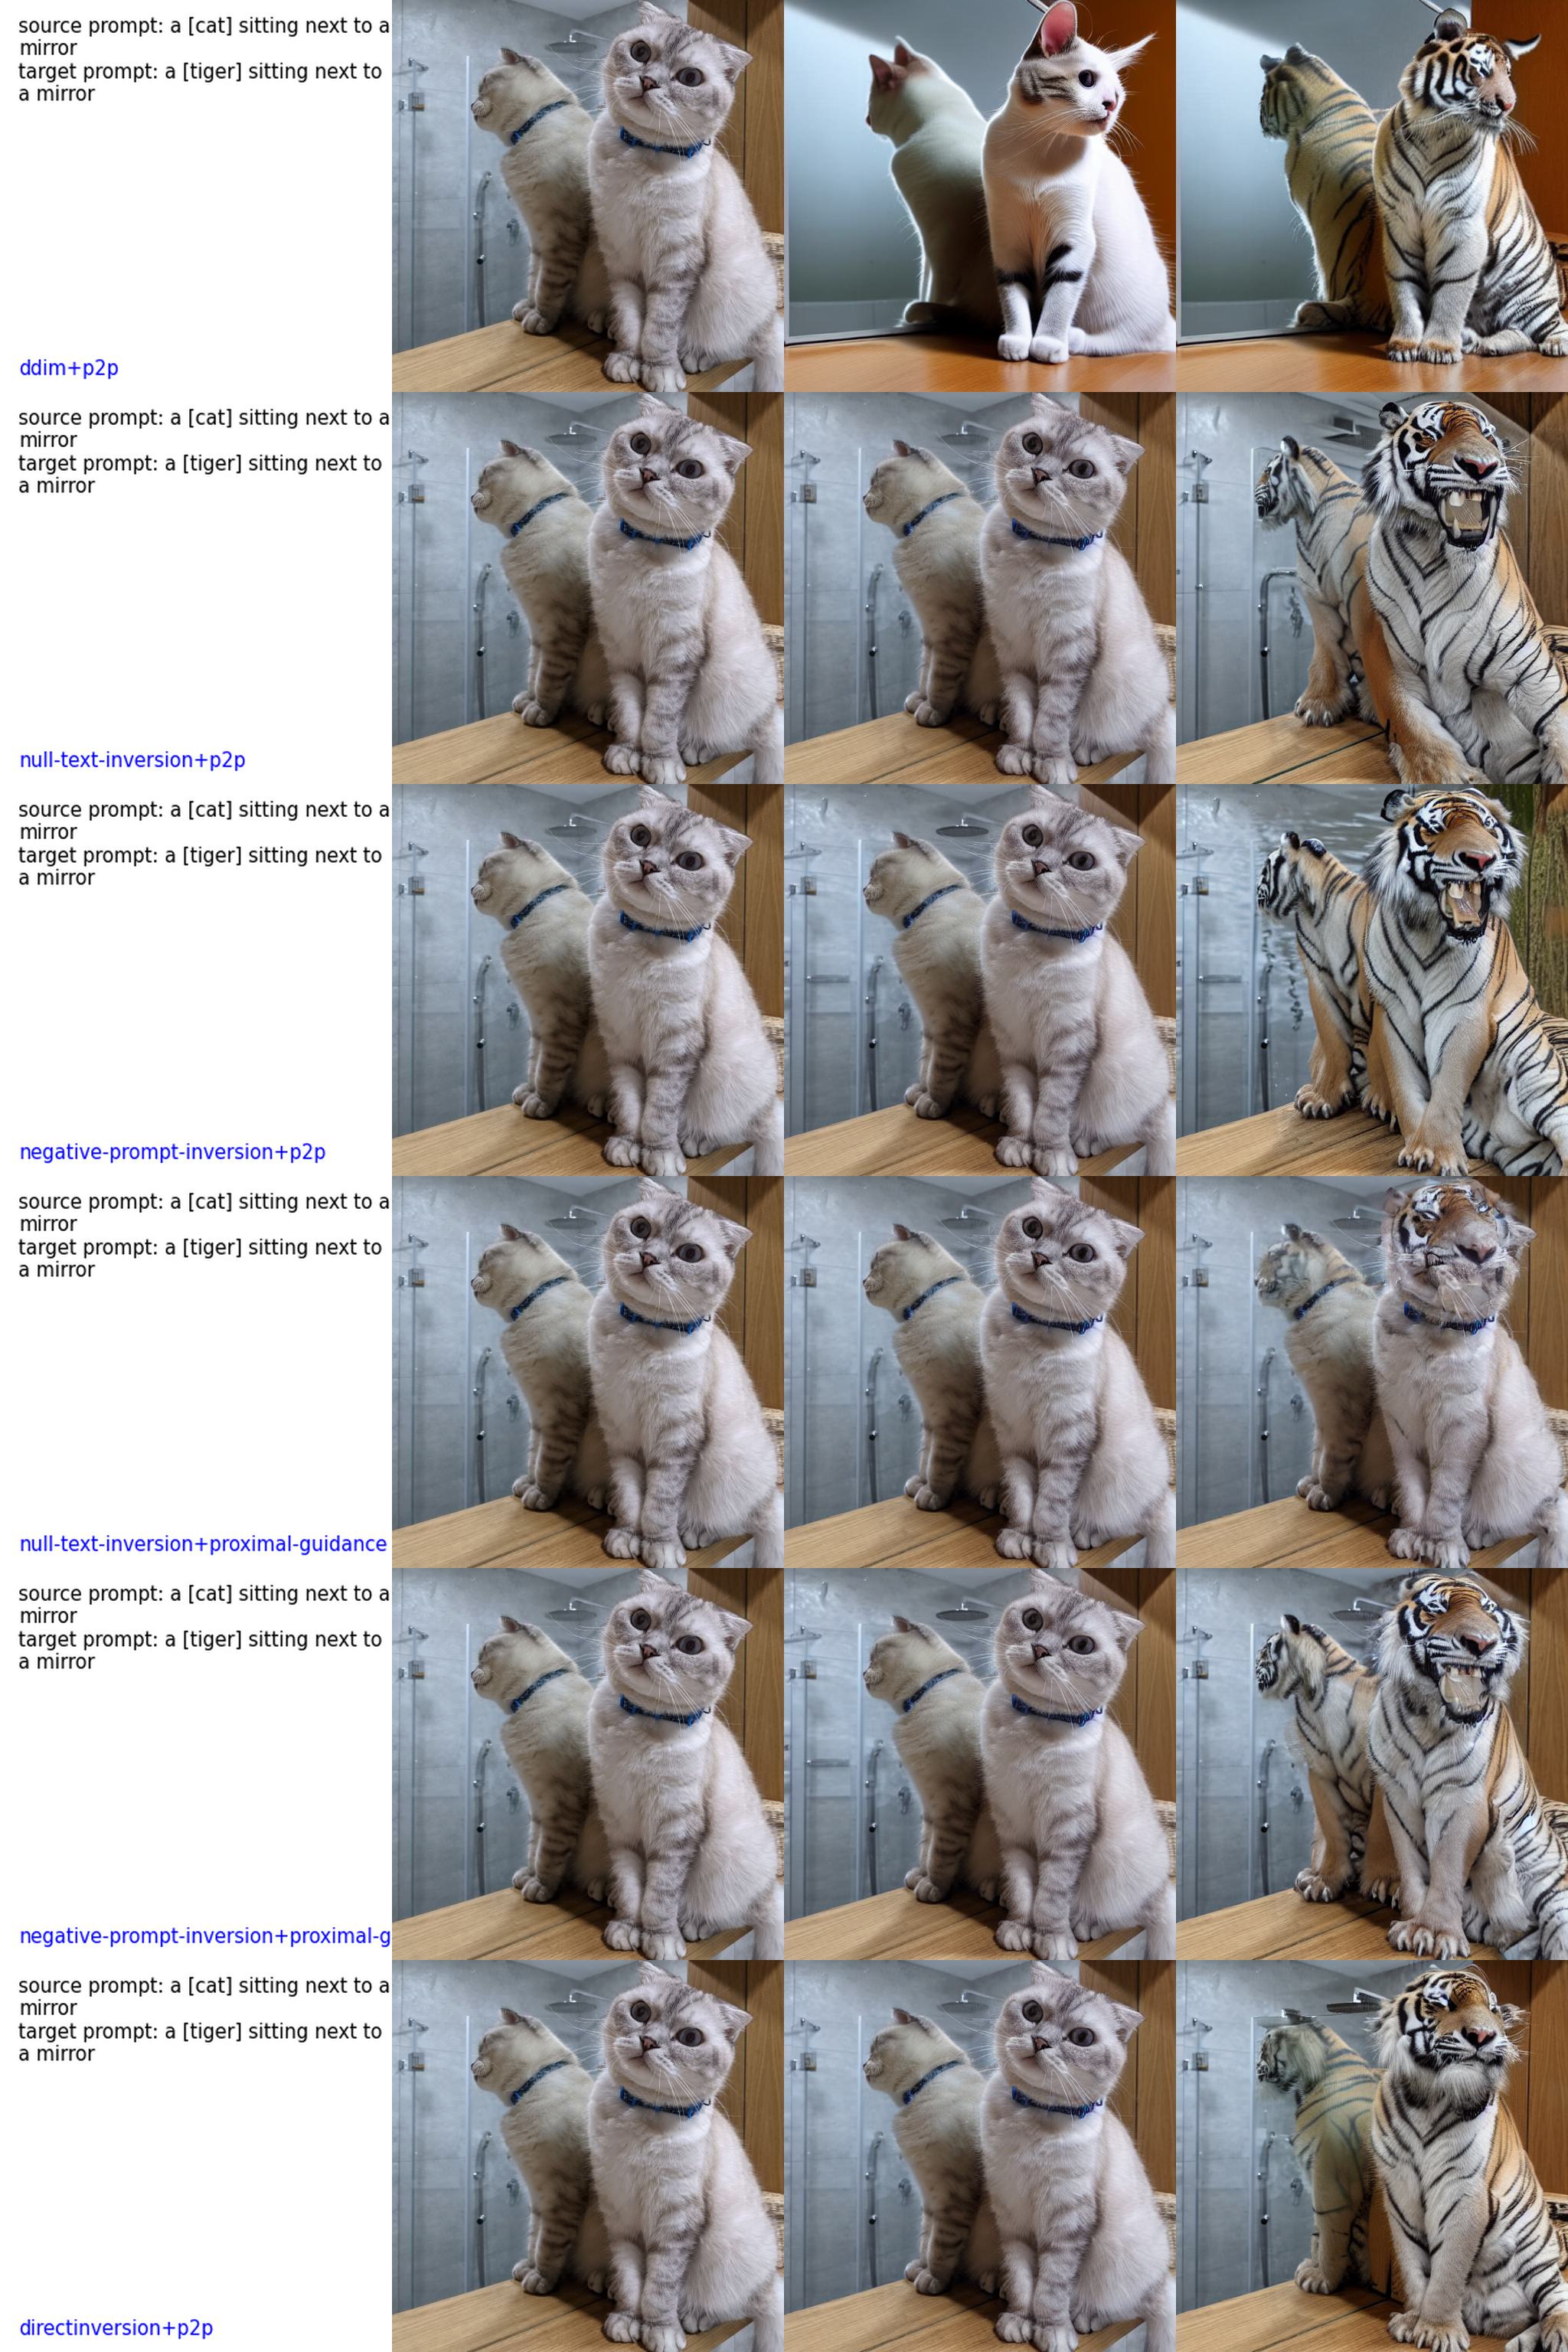 source prompt: a [cat] sitting next to a
mirror
target prompt: a [tiger] sitting next to
a mirror
ddim+p2p
source prompt: a [cat] sitting next to a
mirror
target prompt: a [tiger] sitting next to
a mirror
null-text-inversion+p2p
source prompt: a [cat] sitting next to a
mirror
target prompt: a [tiger] sitting next to
a mirror
negative-prompt-inversion+p2p
source prompt: a [cat] sitting next to a
mirror
target prompt: a [tiger] sitting next to
a mirror
null-text-inversion+proximal-guidance
source prompt: a [cat] sitting next to a
mirror
target prompt: a [tiger] sitting next to
a mirror
negative-prompt-inversion+proximal-g
source prompt: a [cat] sitting next to a
mirror
target prompt: a [tiger] sitting next to
a mirror
directinversion+p2p